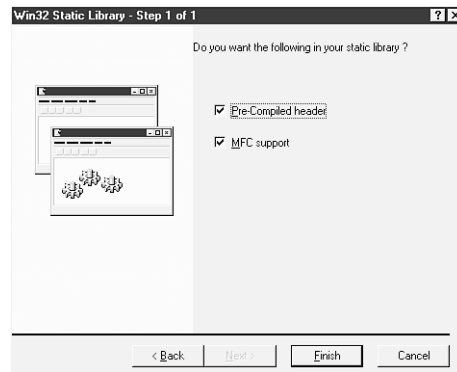 Win32 Static Library - Step 1 of 1
Do you want the following in your static library ?
Pre-Compiled header
MFC support
< Back
Next >
Finish
Cancel